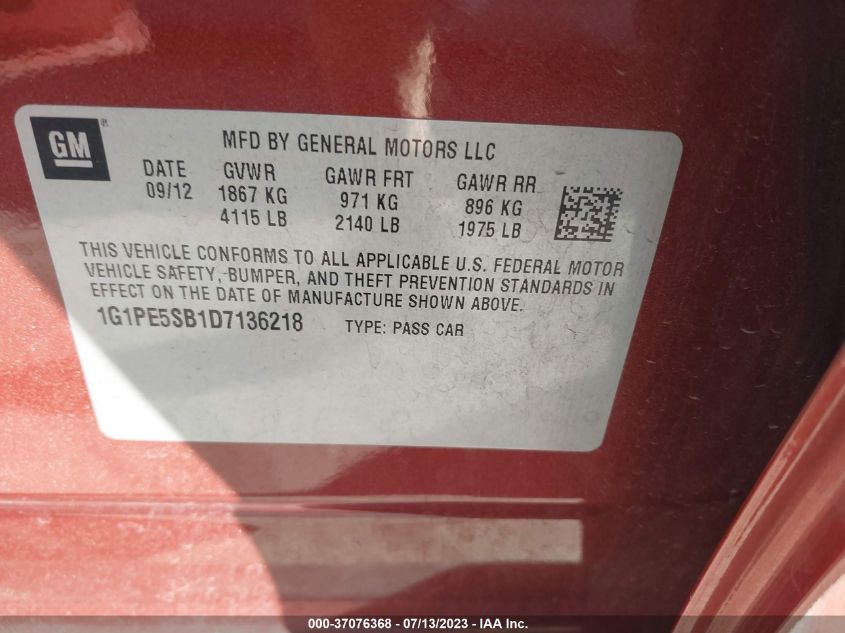 GM
MFD BY GENERAL MOTORS LLC
DATE GVWR GAWR FRT GAWR RR
09/12 1867 KG 971 KG 896 KG
4115 LB 2140 LB 1975 LB
THIS VEHICLE CONFORMS TO ALL APPLICABLE U.S. FEDERAL MOTOR
VEHICLE SAFETY, BUMPER, AND THEFT PREVENTION STANDARDS IN
EFFECT ON THE DATE OF MANUFACTURE SHOWN ABOVE.
1G1PE5SB1D7136218 TYPE: PASS CAR
000-37076368 - 07/13/2023 - IAA Inc.